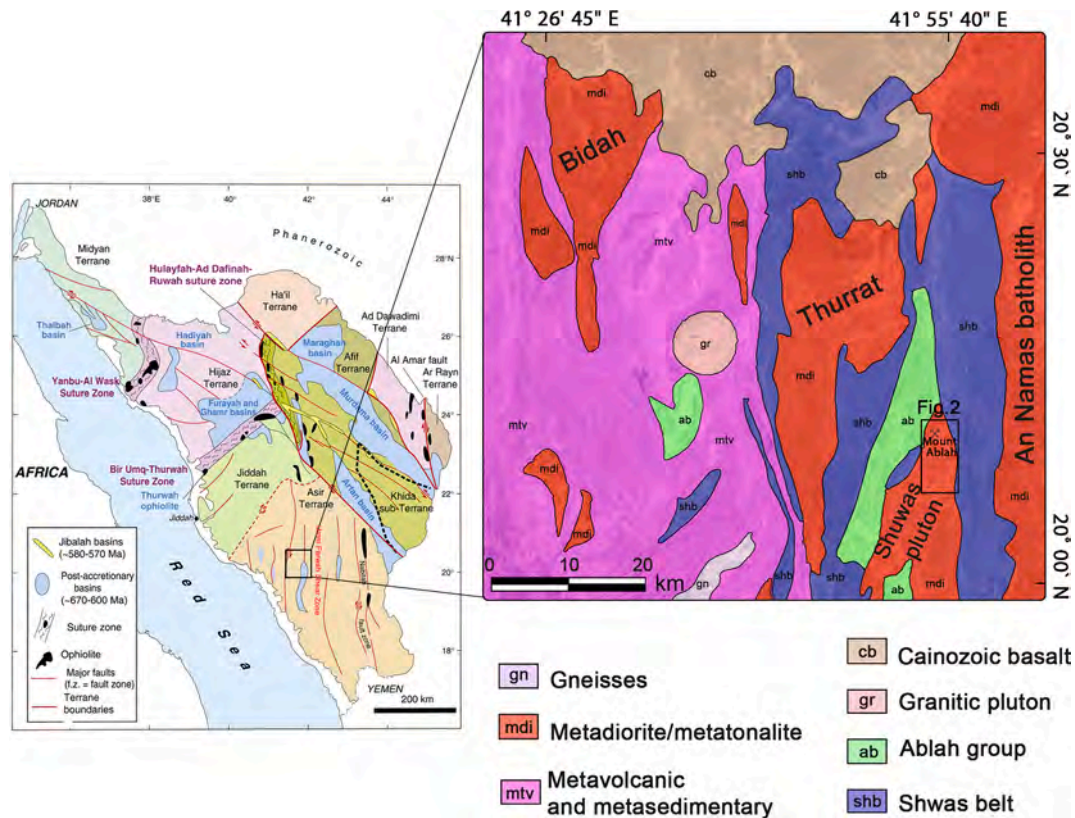 JORDAN
38°E
40
42
44
Phanerozoic
Midyan
Terrane
28°N
Hulayfah-Ad Dafinah-
Ruwah suture zone
Ha'il
Terrane
Ad Dawadimi
Terrane
Thalbah
basin
Hadiyah
basin
26
Maraghan
basin
Afif
Terrane
Al Amar fault
Ar Rayn
Terrane
Yanbu-Al Wask
Suture Zone
Hijaz
Terrane
Furayah and
Ghamr basins
Murdama basin
24
AFRICA
Bir Umq-Thurwah
Suture Zone
Thurwah
ophiolite
Jiddah
Terrane
Jiddah
Asir
Terrane
Khida
sub-Terrane
22
20
18°
fault zone
Red Sea
YEMEN
200 km
Jibalah basins
(~580-570 Ma)
Post-accretionary
basins
(~670-600 Ma)
Suture zone
Ophiolite
Major faults
(f.z. = fault zone)
Terrane
boundaries
41° 26' 45" E
41° 55' 40" E
20° 30' N
20° 00' N
cb
mdi
mdi
Bidah
shb
cb
mdi
mdi
mdi
mtv
Thurrat
shb
An Namas batholith
gr
mdi
ab
ab
Fig.2
Mount
Ablah
mtv
mtv
shb
mdi
shb
mdi
Shuwas
pluton
mdi
mdi
gn
shb
shb
ab
0 10 20
km
gn Gneisses
mdi Metadiorite/metatonalite
mtv Metavolcanic
and metasedimentary
cb Cainozoic basalt
gr Granitic pluton
ab Ablah group
shb Shwas belt